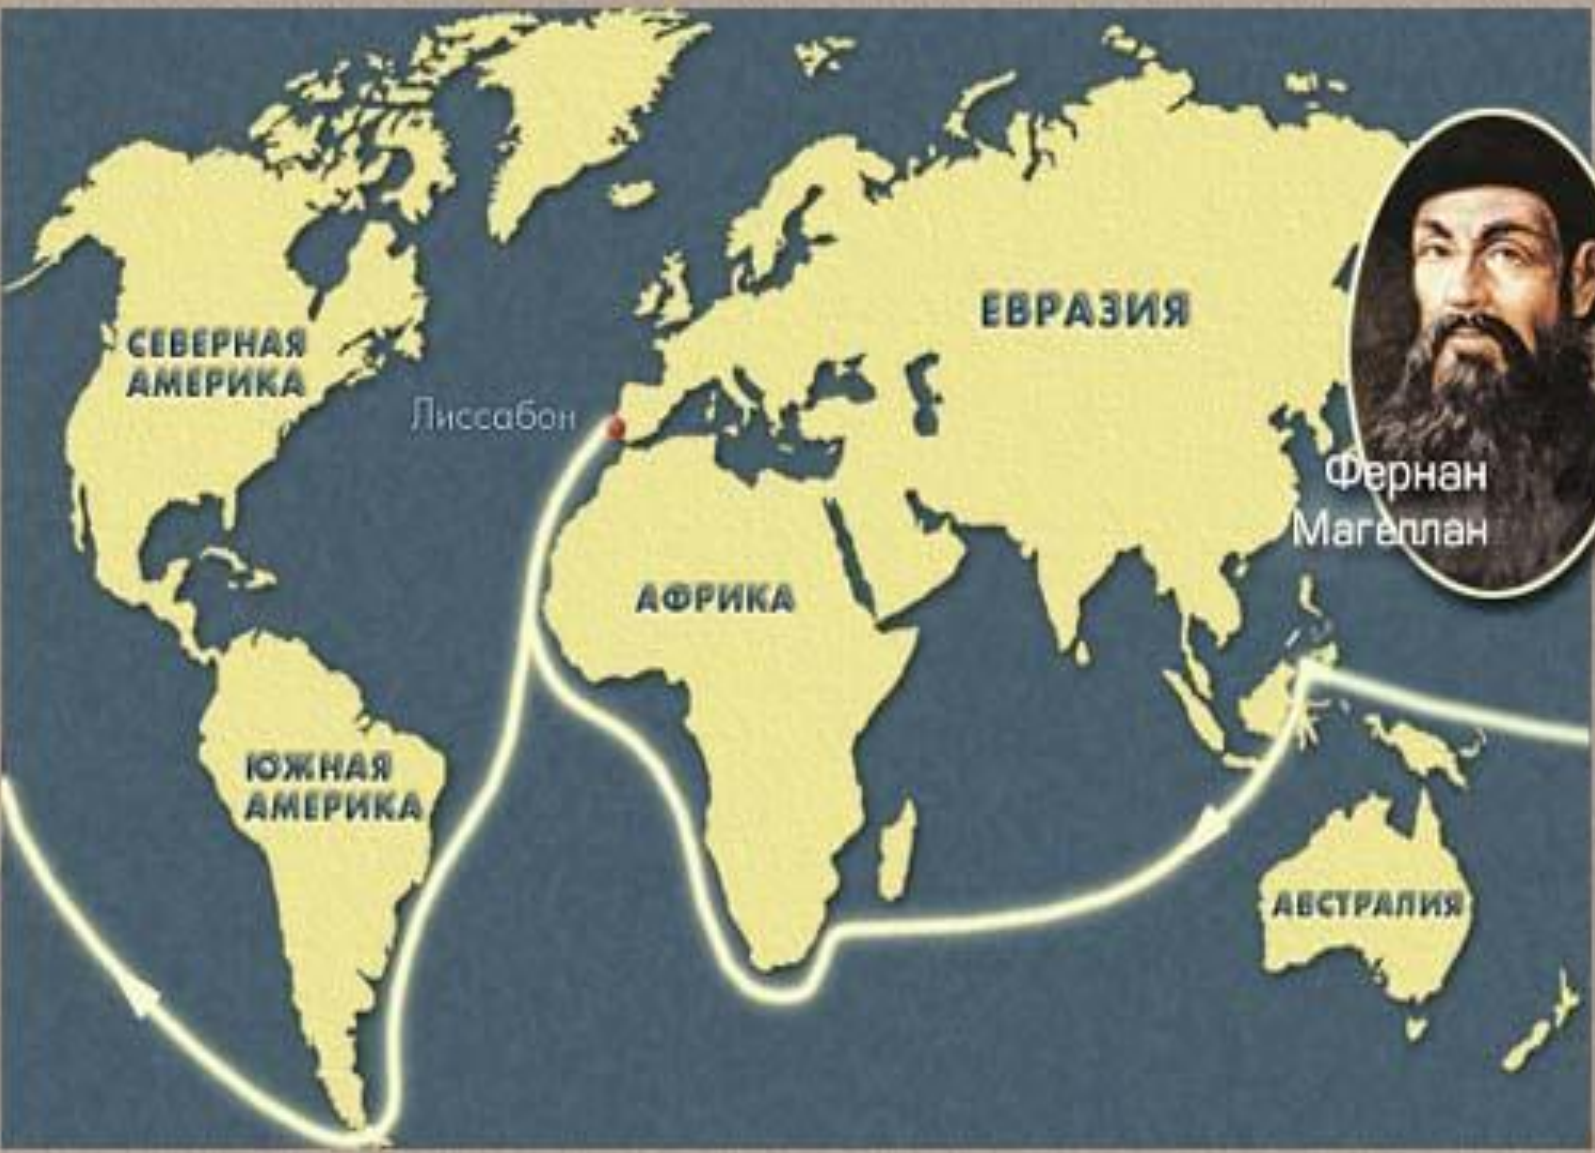 СЕВЕРНАЯ
АМЕРИКА
ЕВРАЗИЯ
Лиссабон
Фернан
Магеллан
АФРИКА
ЮЖНАЯ
АМЕРИКА
АВСТРАЛИЯ